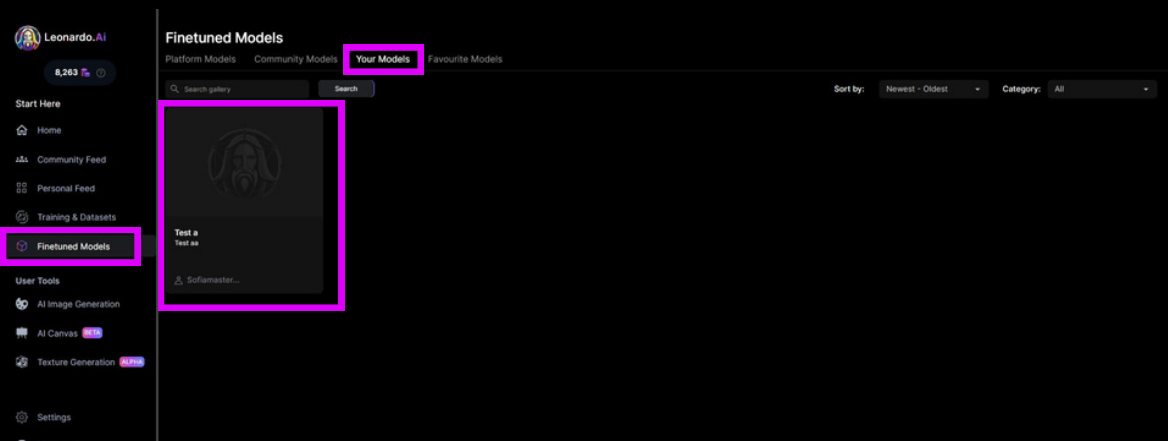 Leonardo.Ai
8,263
Start Here
Home
Community Feed
Personal Feed
Training & Datasets
Finetuned Models
User Tools
AI Image Generation
AI Canvas BETA
Texture Generation ALPHA
Settings
Finetuned Models
Platform Models Community Models Your Models Favourite Models
Search gallery Search Sort by: Newest - Oldest Category: All
Test a
Test aa
Sofiamaster...